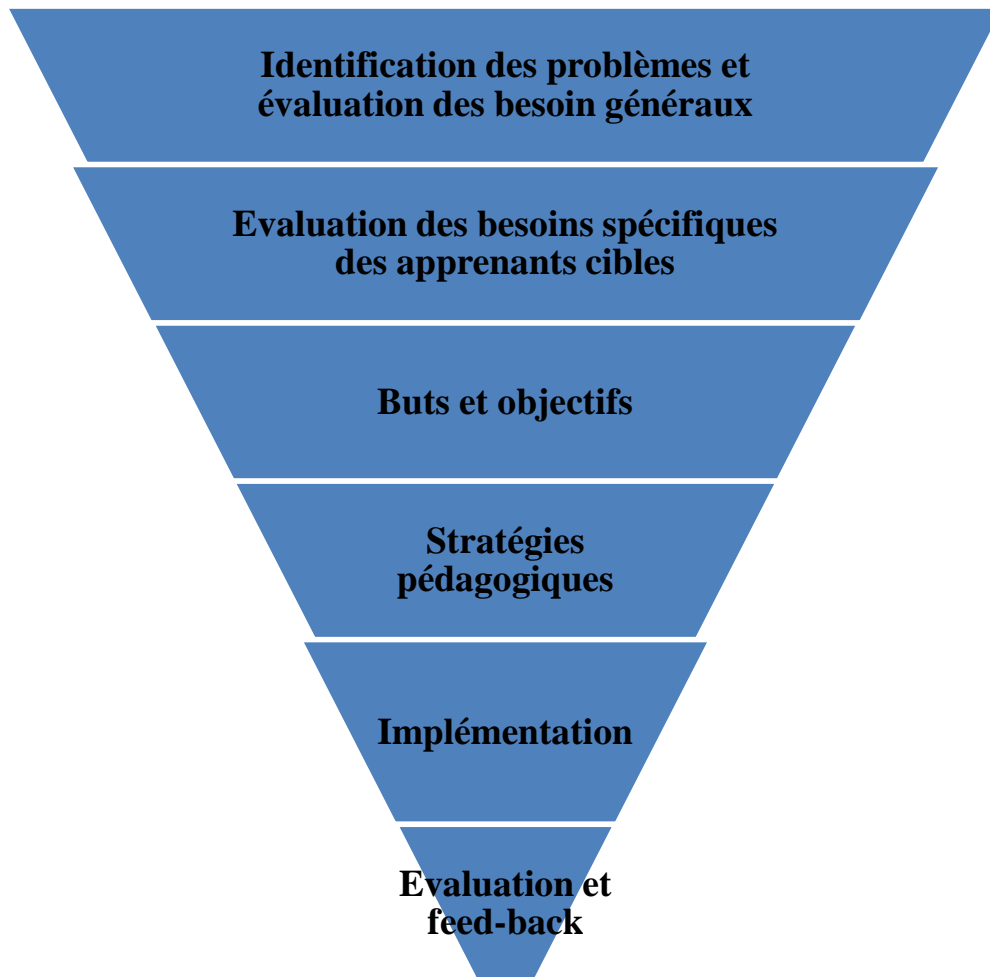 Identification des problèmes et
évaluation des besoin généraux
Evaluation des besoins spécifiques
des apprenants cibles
Buts et objectifs
Stratégies
pédagogiques
Implémentation
Evaluation et
feed-back